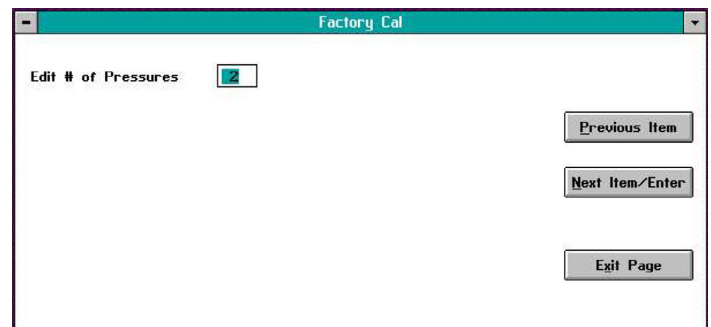 Factory Cal
Edit # of Pressures 2
Previous Item
Next Item/Enter
Exit Page